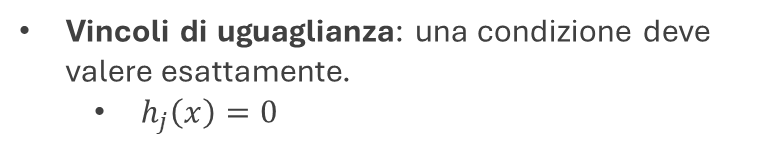 • Vincoli di uguaglianza: una condizione deve
valere esattamente.
• hⱼ(x) = 0